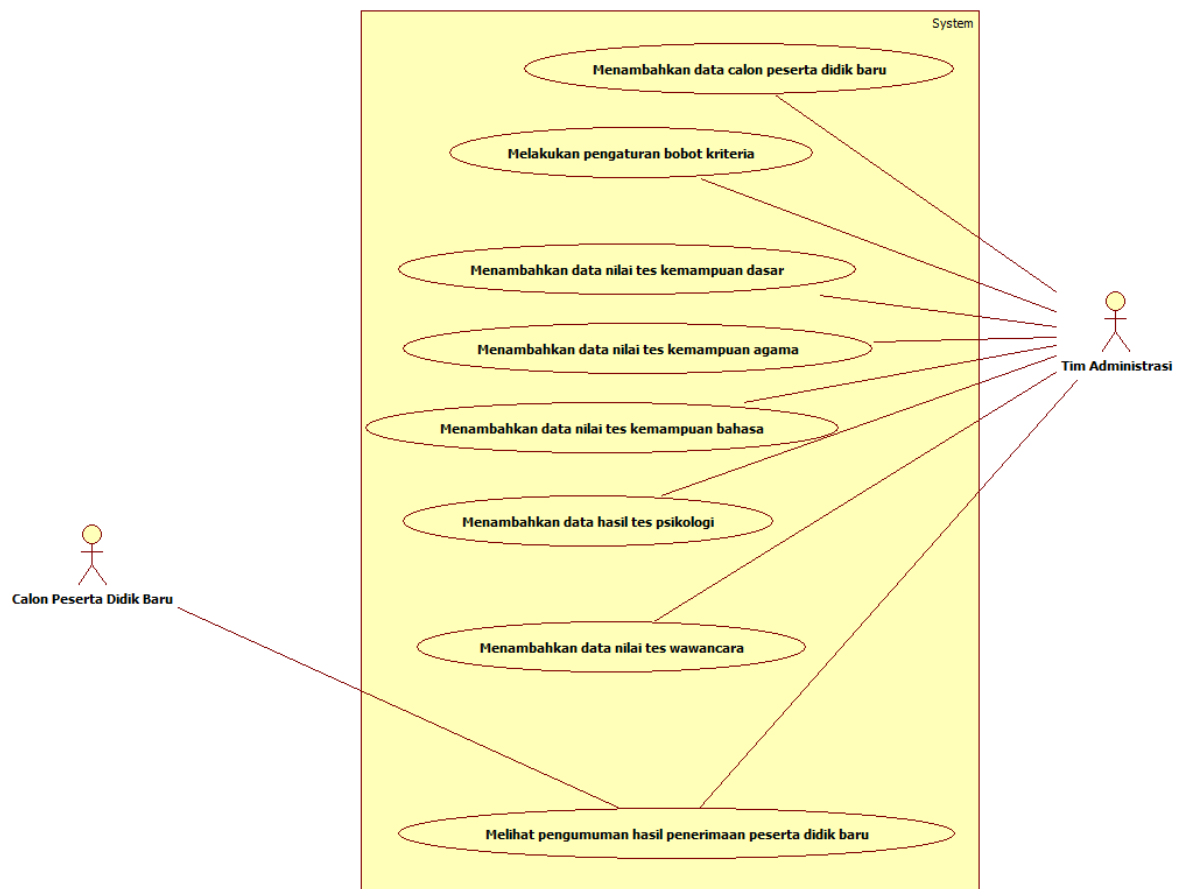 System
Menambahkan data calon peserta didik baru
Melakukan pengaturan bobot kriteria
Menambahkan data nilai tes kemampuan dasar
Menambahkan data nilai tes kemampuan agama
Tim Administrasi
Menambahkan data nilai tes kemampuan bahasa
Menambahkan data hasil tes psikologi
Calon Peserta Didik Baru
Menambahkan data nilai tes wawancara
Melihat pengumuman hasil penerimaan peserta didik baru